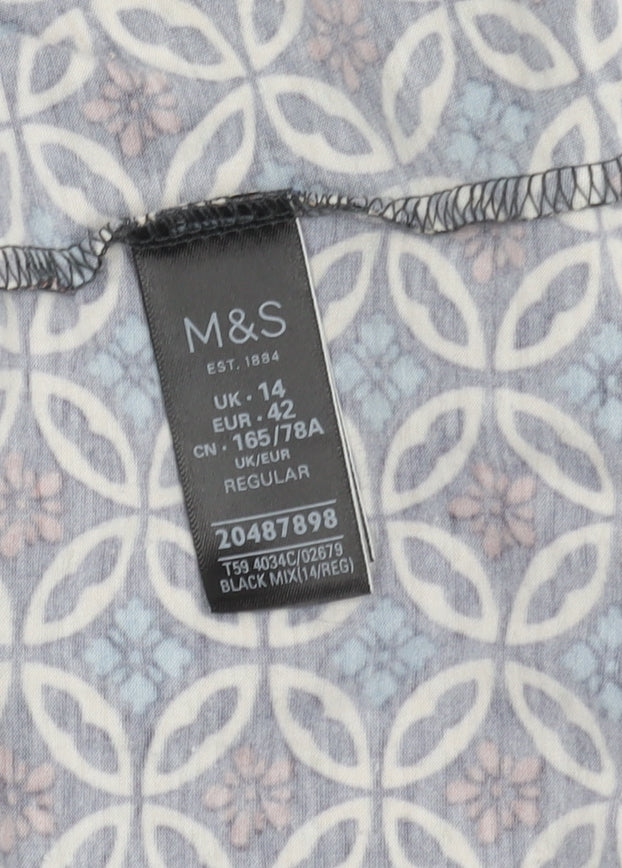 M&S
EST. 1884
UK • 14
EUR • 42
CN • 165/78A
UK/EUR
REGULAR
20487898
T59 4034C/02679
BLACK MIX(14/REG)